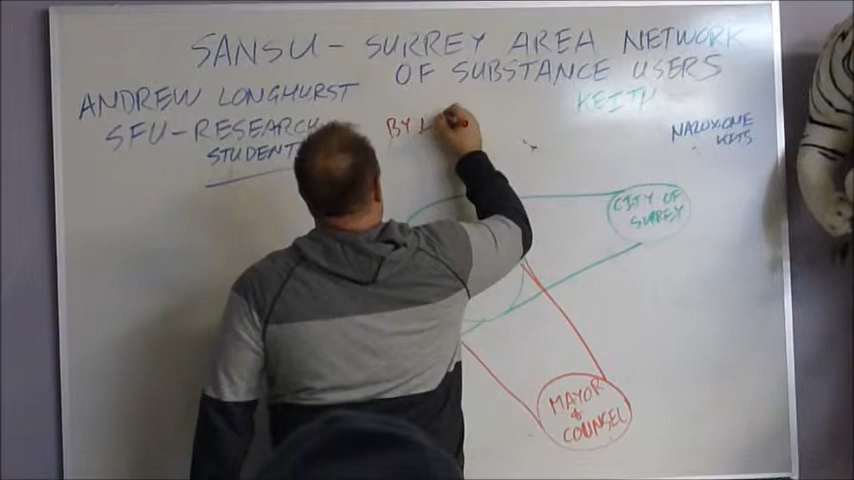 SANSU - SURREY AREA NETWORK
OF SUBSTANCE USERS
ANDREW LONGHURST
SFU - RESEARCH
STUDENT
KEITH
BY L
NALOXONE
KITS
CITY OF
SURREY
MAYOR
&
COUNSEL